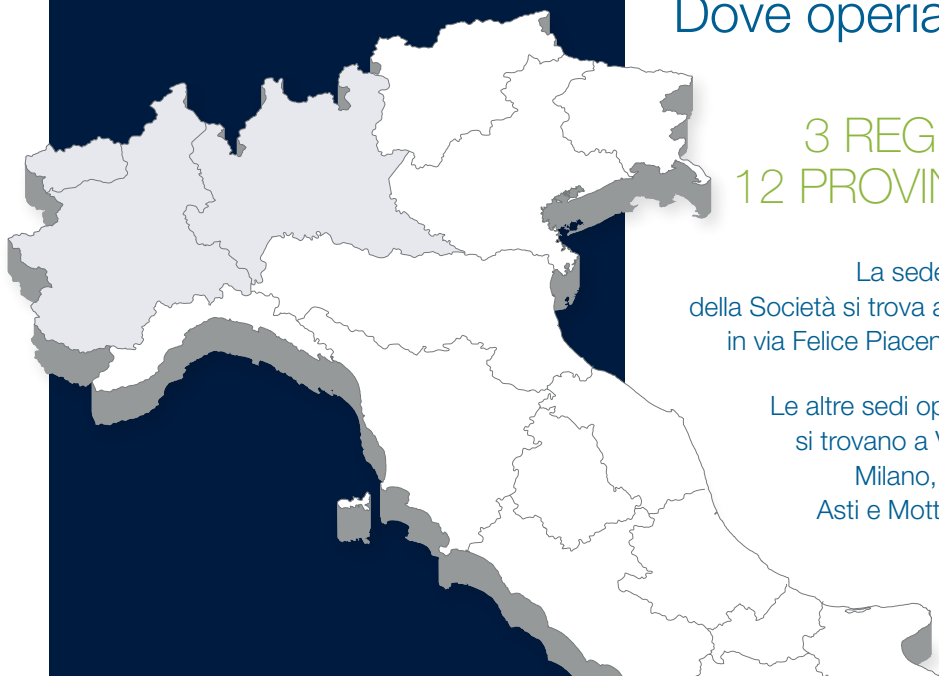 Dove operia
3 REG
12 PROVIN
La sede
della Società si trova a
in via Felice Piacen
Le altre sedi op
si trovano a V
Milano,
Asti e Mott